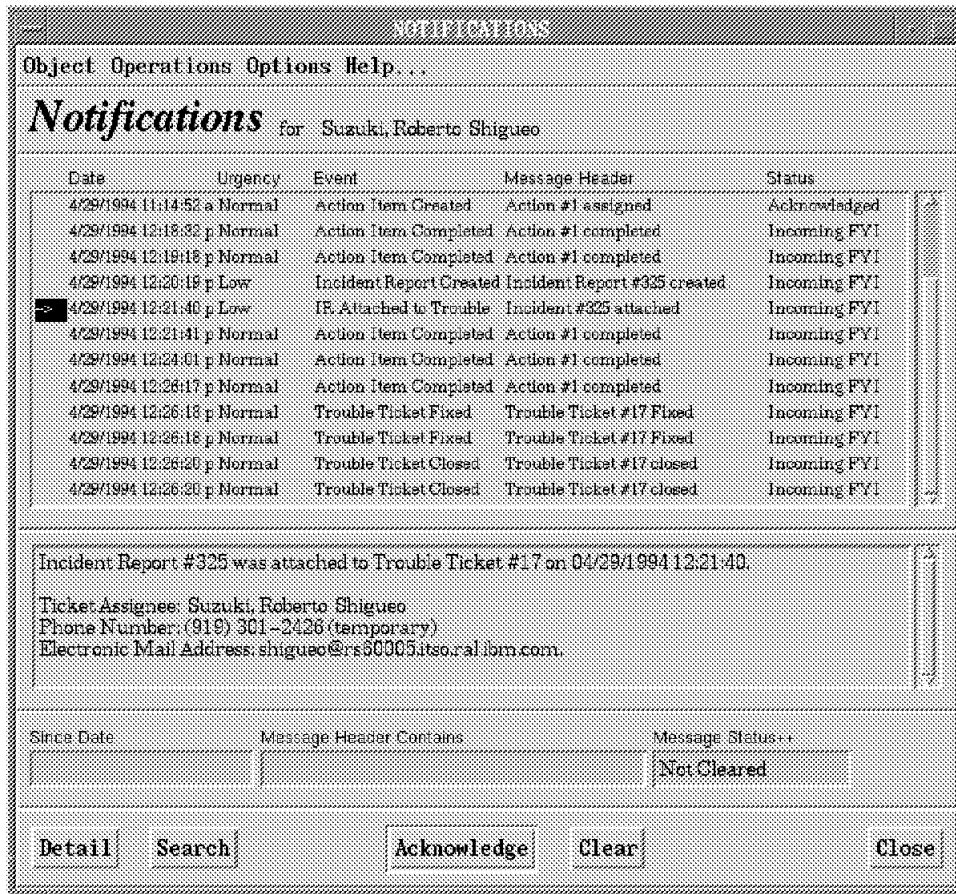 NOTIFICATIONS
Object Operations Options Help...
Notifications for Suzuki, Roberto Shigueo
Date Urgency Event Message Header Status
4/29/1994 11:14:52 a Normal Action Item Created Action #1 assigned Acknowledged
4/29/1994 12:18:32 p Normal Action Item Completed Action #1 completed Incoming FYI
4/29/1994 12:19:18 p Normal Action Item Completed Action #1 completed Incoming FYI
4/29/1994 12:20:19 p Low Incident Report Created Incident Report #325 created Incoming FYI
-> 4/29/1994 12:21:40 p Low IR Attached to Trouble Incident #325 attached Incoming FYI
4/29/1994 12:21:41 p Normal Action Item Completed Action #1 completed Incoming FYI
4/29/1994 12:24:01 p Normal Action Item Completed Action #1 completed Incoming FYI
4/29/1994 12:26:17 p Normal Action Item Completed Action #1 completed Incoming FYI
4/29/1994 12:26:18 p Normal Trouble Ticket Fixed Trouble Ticket #17 Fixed Incoming FYI
4/29/1994 12:26:18 p Normal Trouble Ticket Fixed Trouble Ticket #17 Fixed Incoming FYI
4/29/1994 12:26:20 p Normal Trouble Ticket Closed Trouble Ticket #17 closed Incoming FYI
4/29/1994 12:26:20 p Normal Trouble Ticket Closed Trouble Ticket #17 closed Incoming FYI
Incident Report #325 was attached to Trouble Ticket #17 on 04/29/1994 12:21:40.
Ticket Assignee: Suzuki, Roberto Shigueo
Phone Number: (919) 301-2426 (temporary)
Electronic Mail Address: shigueo@rs60005.itso.ral.ibm.com.
Since Date Message Header Contains Message Status++
Not Cleared
Detail Search Acknowledge Clear Close